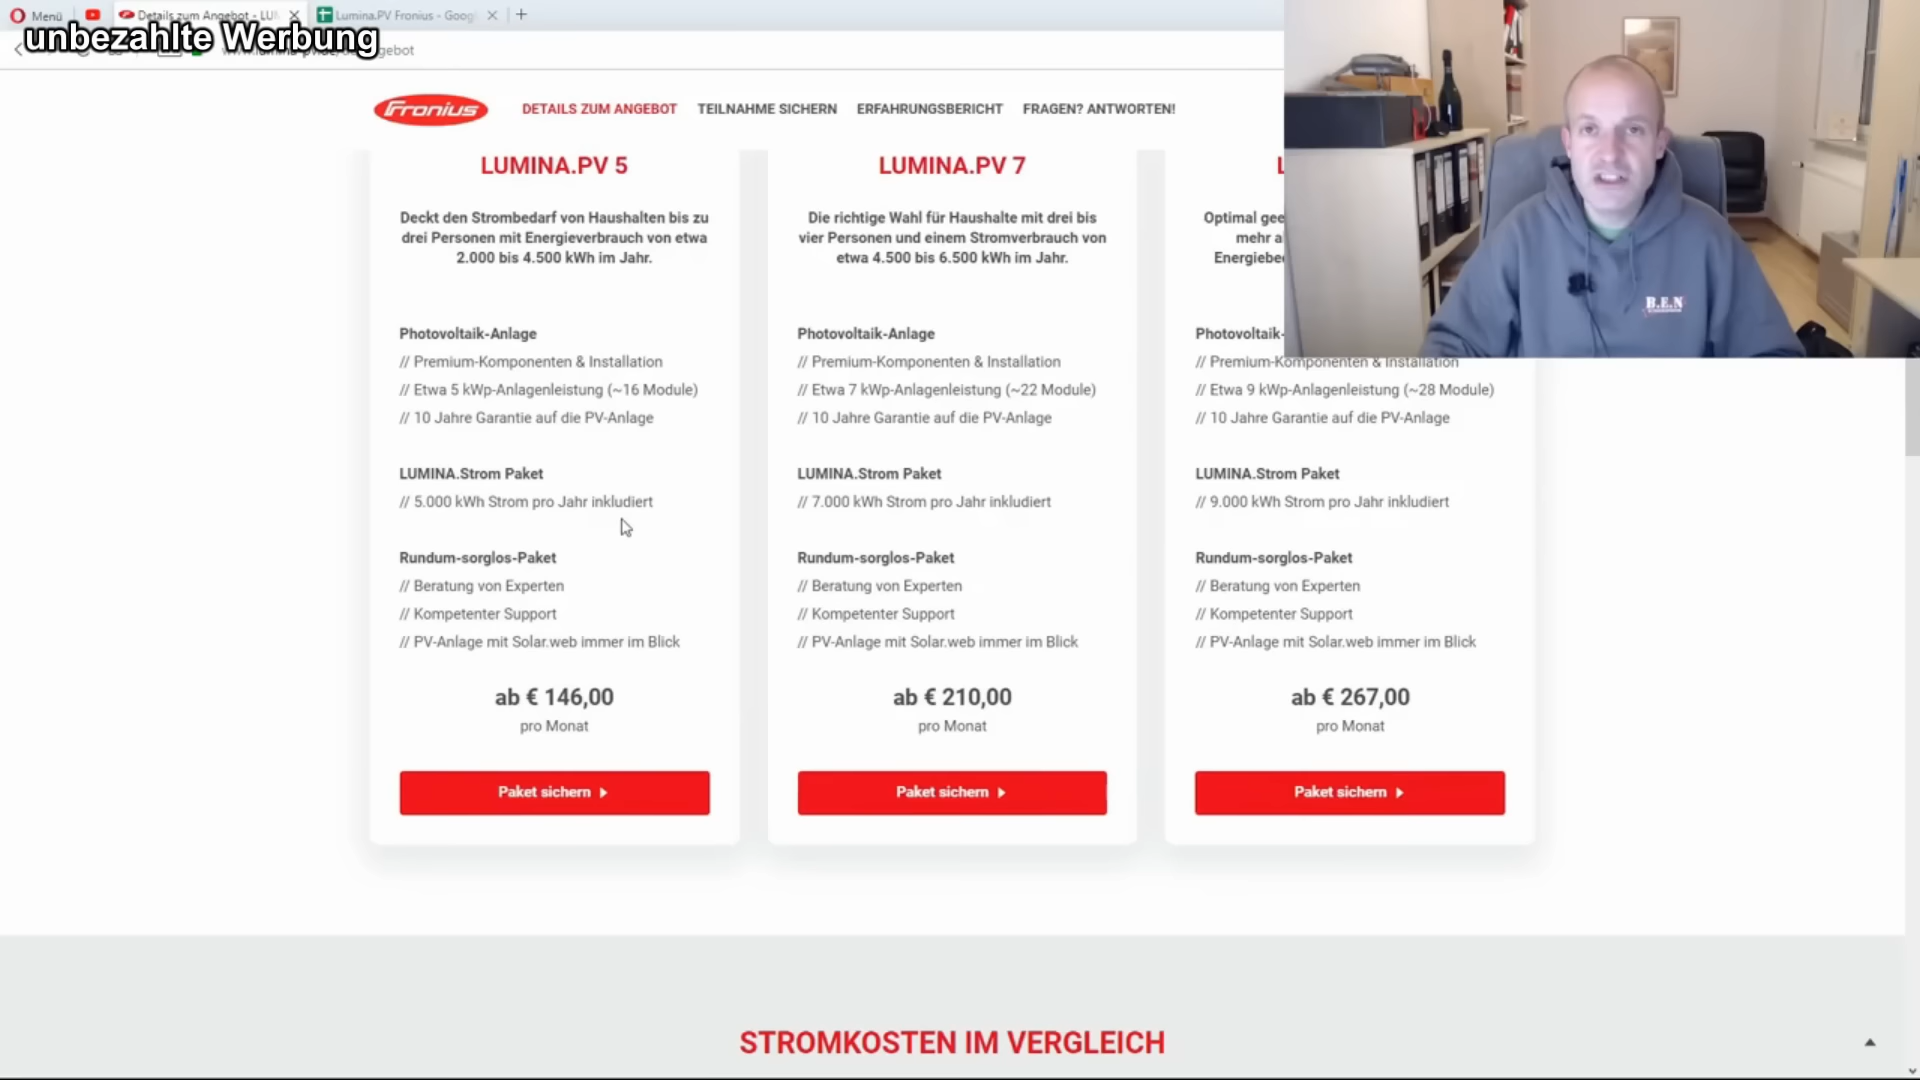 Menü
Details zum Angebot - LUM
Lumina.PV Fronius - Goog
unbezahlte Werbung
Fronius
DETAILS ZUM ANGEBOT
TEILNAHME SICHERN
ERFAHRUNGSBERICHT
FRAGEN? ANTWORTEN!
LUMINA.PV 5
Deckt den Strombedarf von Haushalten bis zu
drei Personen mit Energieverbrauch von etwa
2.000 bis 4.500 kWh im Jahr.
Photovoltaik-Anlage
// Premium-Komponenten & Installation
// Etwa 5 kWp-Anlagenleistung (~16 Module)
// 10 Jahre Garantie auf die PV-Anlage
LUMINA.Strom Paket
// 5.000 kWh Strom pro Jahr inkludiert
Rundum-sorglos-Paket
// Beratung von Experten
// Kompetenter Support
// PV-Anlage mit Solar.web immer im Blick
ab € 146,00
pro Monat
Paket sichern
LUMINA.PV 7
Die richtige Wahl für Haushalte mit drei bis
vier Personen und einem Stromverbrauch von
etwa 4.500 bis 6.500 kWh im Jahr.
Photovoltaik-Anlage
// Premium-Komponenten & Installation
// Etwa 7 kWp-Anlagenleistung (~22 Module)
// 10 Jahre Garantie auf die PV-Anlage
LUMINA.Strom Paket
// 7.000 kWh Strom pro Jahr inkludiert
Rundum-sorglos-Paket
// Beratung von Experten
// Kompetenter Support
// PV-Anlage mit Solar.web immer im Blick
ab € 210,00
pro Monat
Paket sichern
L
Optimal gee
mehr a
Energiebe
Photovoltaik-
// Premium-Komponenten & Installation
// Etwa 9 kWp-Anlagenleistung (~28 Module)
// 10 Jahre Garantie auf die PV-Anlage
LUMINA.Strom Paket
// 9.000 kWh Strom pro Jahr inkludiert
Rundum-sorglos-Paket
// Beratung von Experten
// Kompetenter Support
// PV-Anlage mit Solar.web immer im Blick
ab € 267,00
pro Monat
Paket sichern
B.E.N
STROMKOSTEN IM VERGLEICH